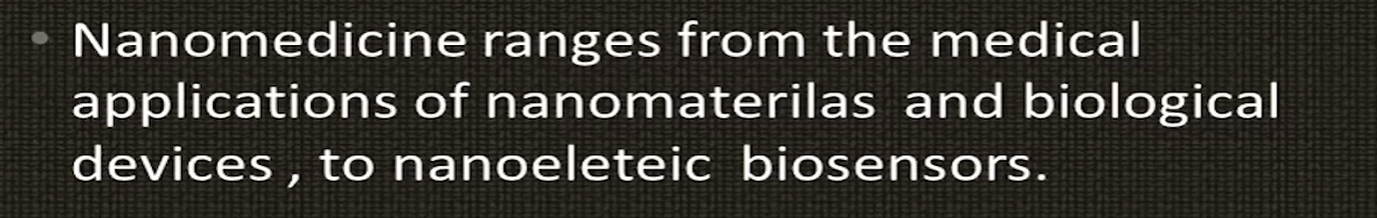 • Nanomedicine ranges from the medical
applications of nanomaterilas and biological
devices , to nanoeleteic biosensors.